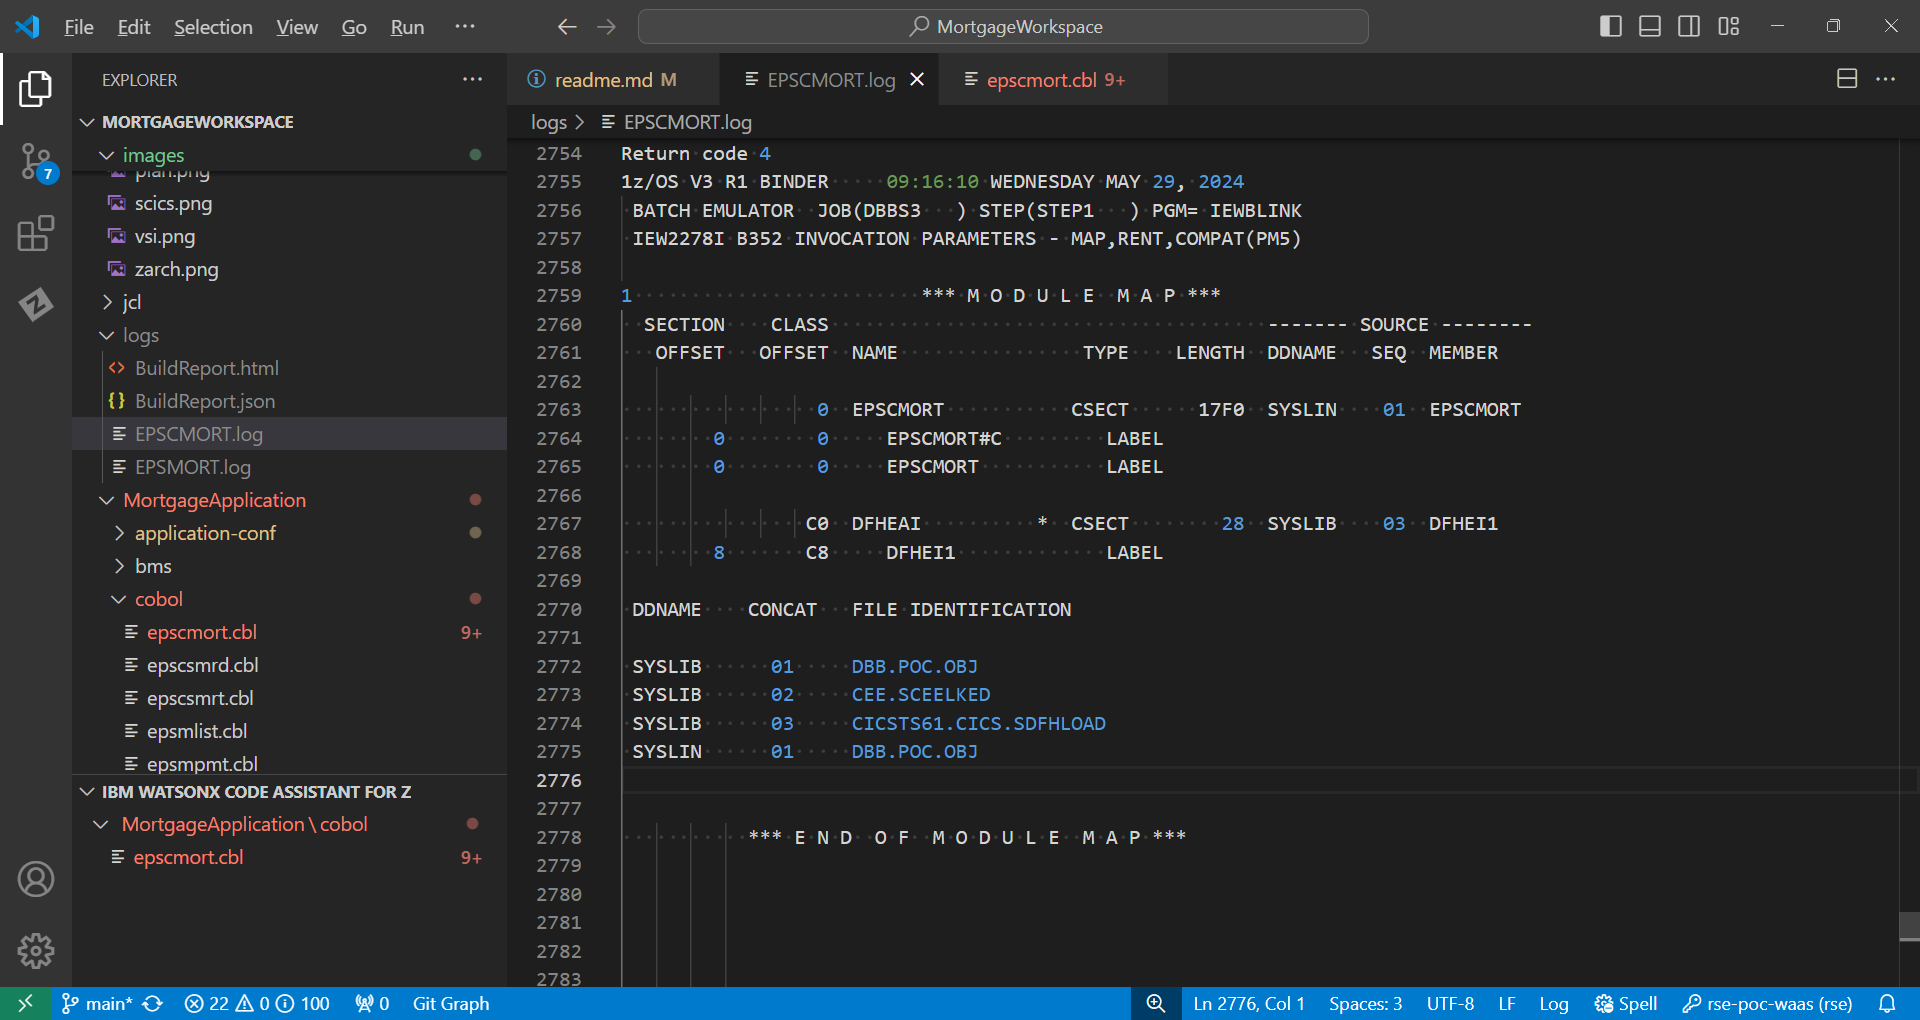 File Edit Selection View Go Run ··· MortgageWorkspace
EXPLORER ···
MORTGAGEWORKSPACE
images
plan.png
scics.png
vsi.png
zarch.png
jcl
logs
BuildReport.html
BuildReport.json
EPSCMORT.log
EPSMORT.log
MortgageApplication
application-conf
bms
cobol
epscmort.cbl 9+
epscsmrd.cbl
epscsmrt.cbl
epsmlist.cbl
epsmpmt.cbl
IBM WATSONX CODE ASSISTANT FOR Z
MortgageApplication \ cobol
epscmort.cbl 9+
7
readme.md M EPSCMORT.log epscmort.cbl 9+
logs > EPSCMORT.log
2754 Return code 4
2755 1z/OS V3 R1 BINDER 09:16:10 WEDNESDAY MAY 29, 2024
2756 BATCH EMULATOR JOB(DBBS3 ) STEP(STEP1 ) PGM= IEWBLINK
2757 IEW2278I B352 INVOCATION PARAMETERS - MAP,RENT,COMPAT(PM5)
2758
2759 1 *** M O D U L E M A P ***
2760 SECTION CLASS ------- SOURCE --------
2761 OFFSET OFFSET NAME TYPE LENGTH DDNAME SEQ MEMBER
2762
2763 0 EPSCMORT CSECT 17F0 SYSLIN 01 EPSCMORT
2764 0 0 EPSCMORT#C LABEL
2765 0 0 EPSCMORT LABEL
2766
2767 C0 DFHEAI * CSECT 28 SYSLIB 03 DFHEI1
2768 8 C8 DFHEI1 LABEL
2769
2770 DDNAME CONCAT FILE IDENTIFICATION
2771
2772 SYSLIB 01 DBB.POC.OBJ
2773 SYSLIB 02 CEE.SCEELKED
2774 SYSLIB 03 CICSTS61.CICS.SDFHLOAD
2775 SYSLIN 01 DBB.POC.OBJ
2776
2777
2778 *** E N D O F M O D U L E M A P ***
2779
2780
2781
2782
2783
main* 22 0 100 0 Git Graph Ln 2776, Col 1 Spaces: 3 UTF-8 LF Log Spell rse-poc-waas (rse)